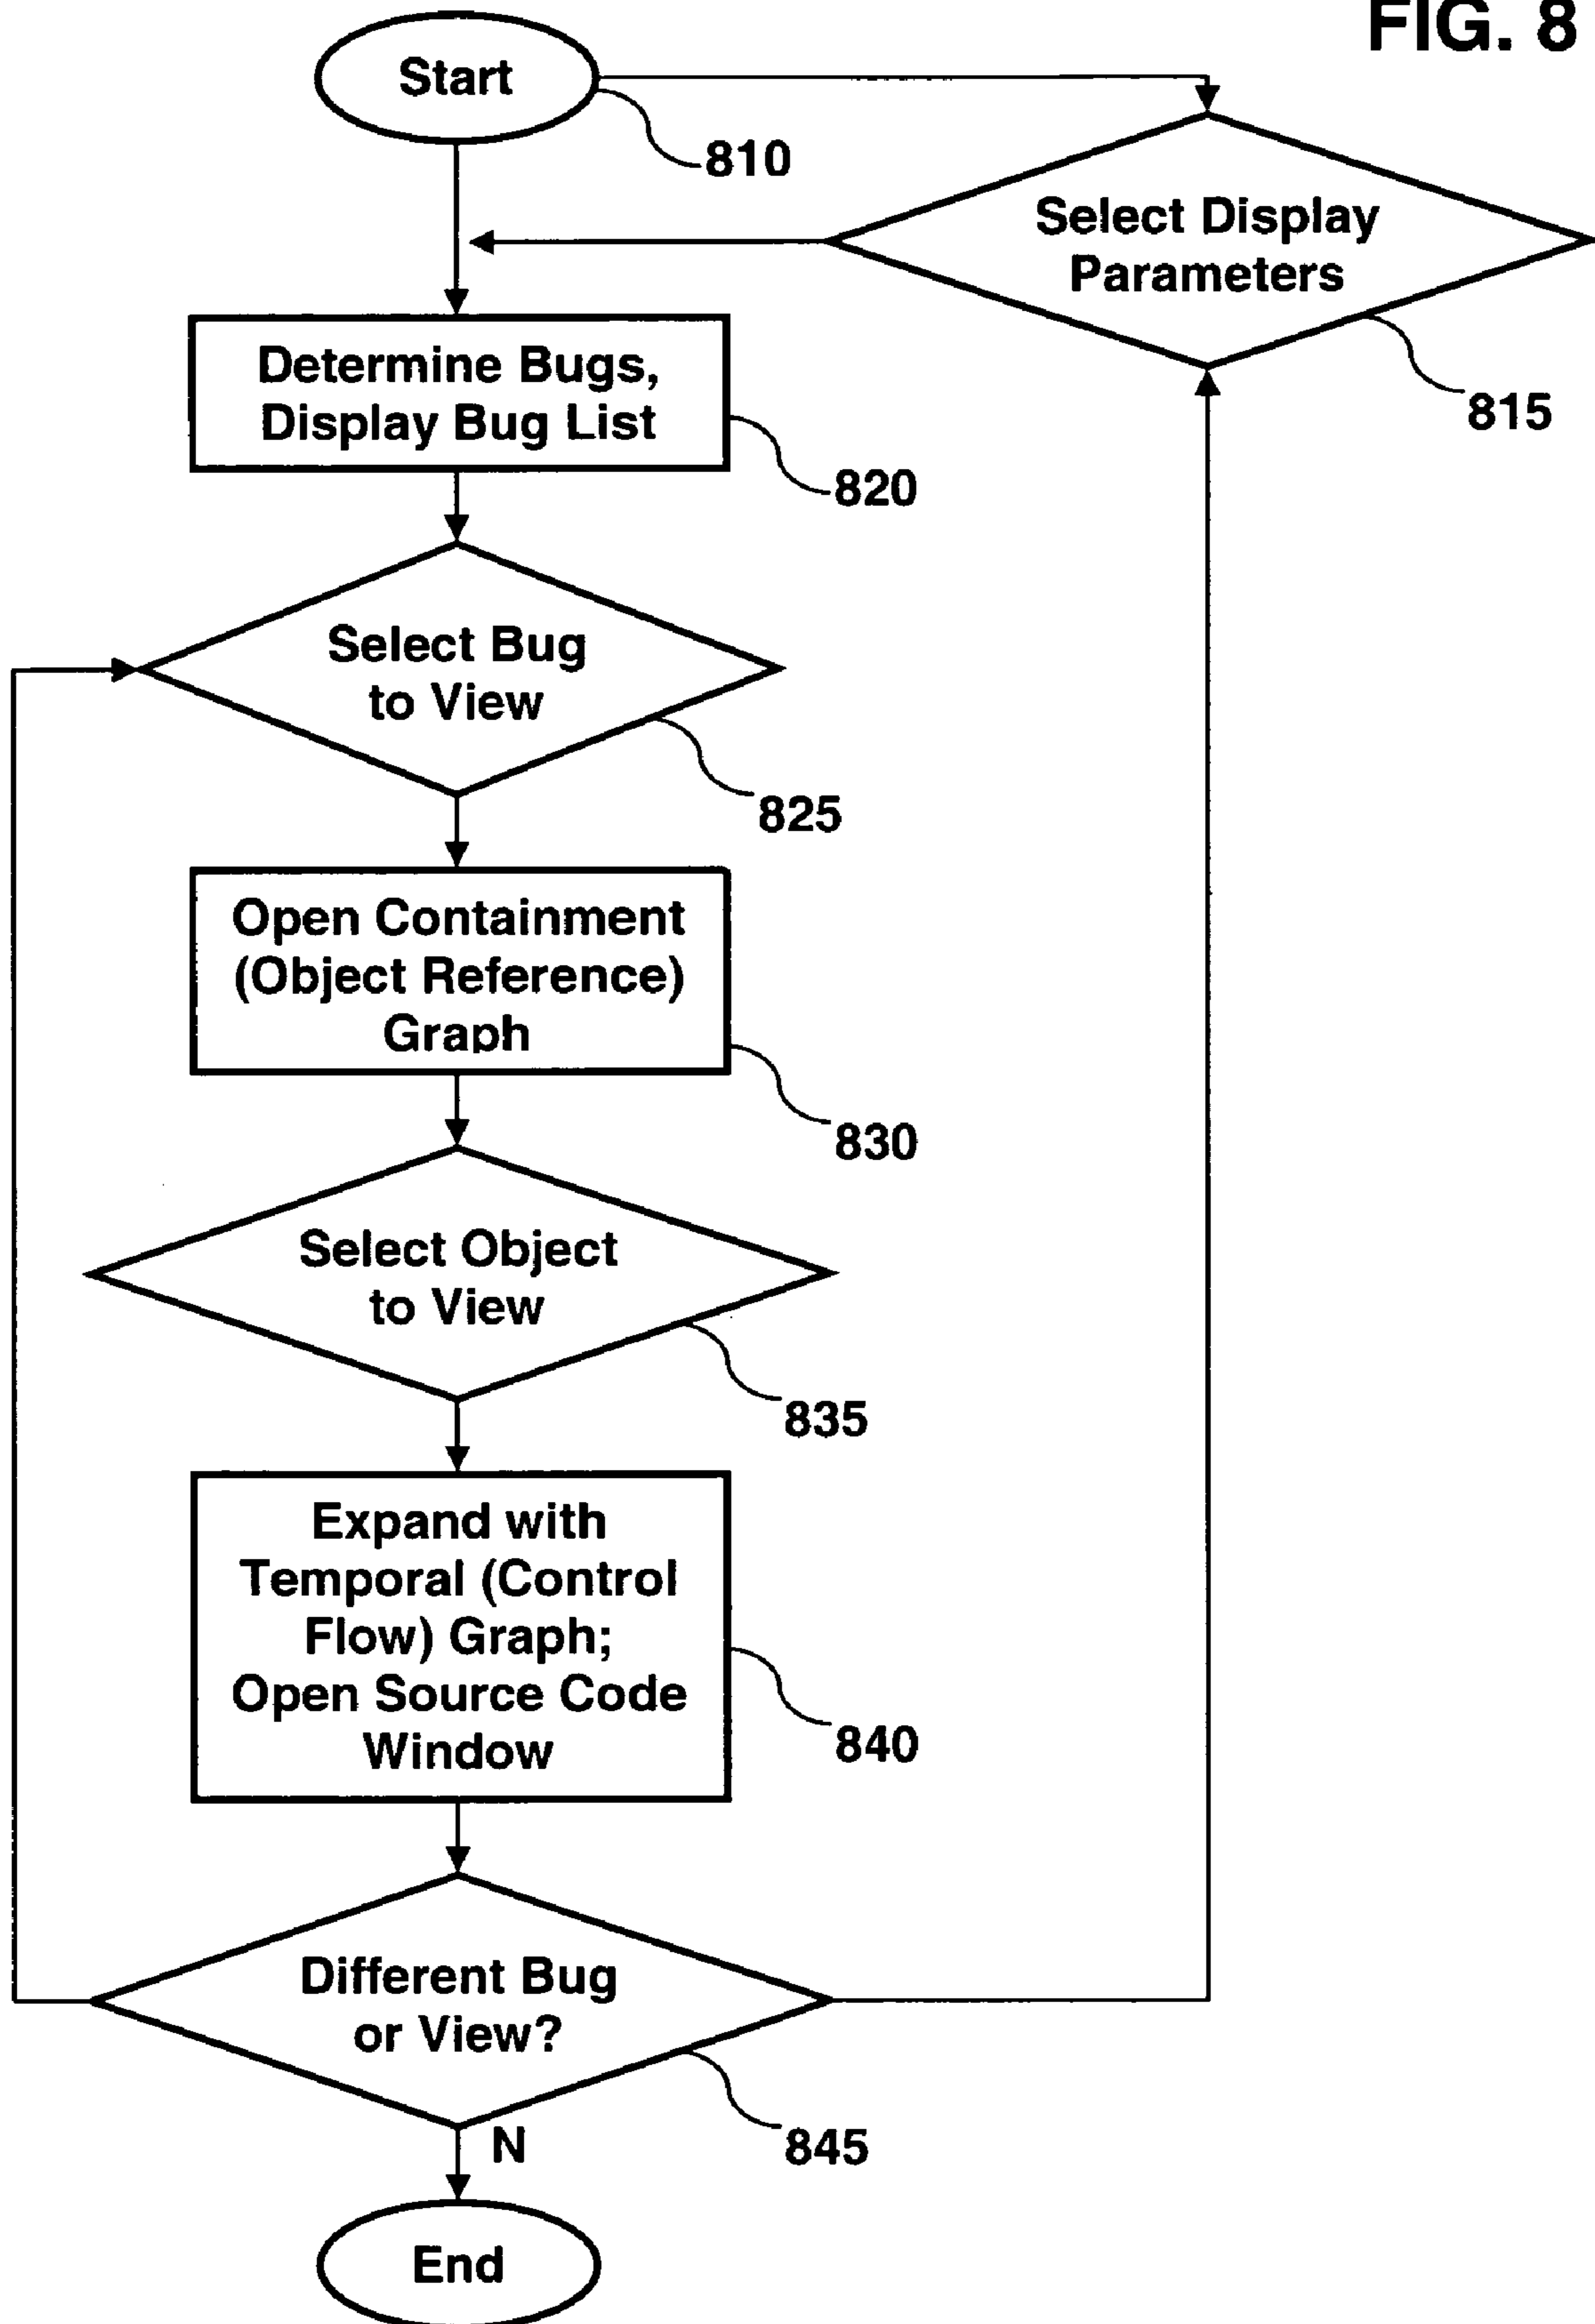 FIG. 8
Start
810
Select Display
Parameters
815
Determine Bugs,
Display Bug List
820
Select Bug
to View
825
Open Containment
(Object Reference)
Graph
830
Select Object
to View
835
Expand with
Temporal (Control
Flow) Graph;
Open Source Code
Window
840
Different Bug
or View?
845
N
End